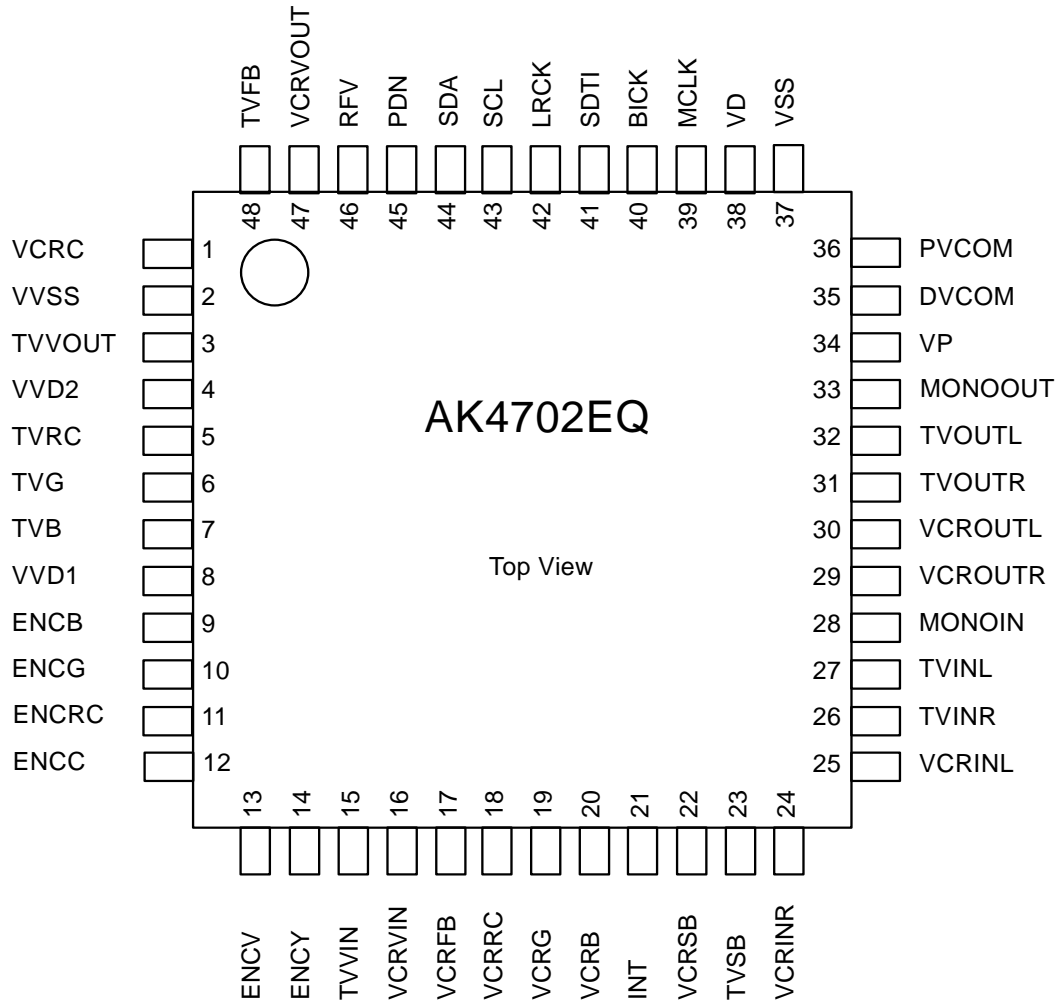 TVFB
VCRVOUT
RFV
PDN
SDA
SCL
LRCK
SDTI
BICK
MCLK
VD
VSS
48
47
46
45
44
43
42
41
40
39
38
37
VCRC 1
VVSS 2
TVVOUT 3
VVD2 4
TVRC 5
TVG 6
TVB 7
VVD1 8
ENCB 9
ENCG 10
ENCRC 11
ENCC 12
AK4702EQ
Top View
36 PVCOM
35 DVCOM
34 VP
33 MONOOUT
32 TVOUTL
31 TVOUTR
30 VCROUTL
29 VCROUTR
28 MONOIN
27 TVINL
26 TVINR
25 VCRINL
13
14
15
16
17
18
19
20
21
22
23
24
ENCV
ENCY
TVVIN
VCRVIN
VCRFB
VCRRC
VCRG
VCRB
INT
VCRSB
TVSB
VCRINR